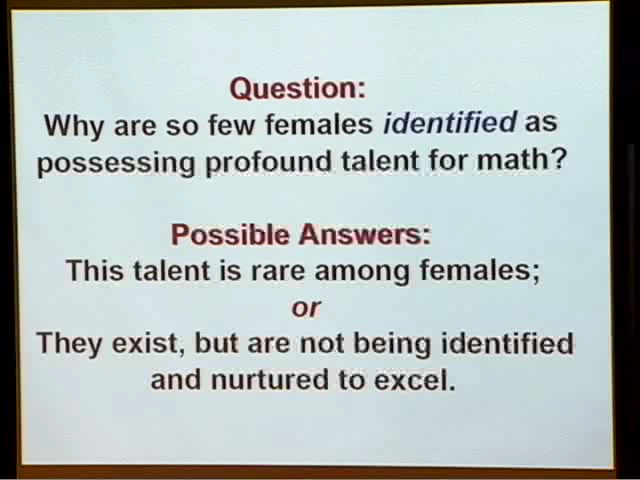 Question:
Why are so few females identified as
possessing profound talent for math?
Possible Answers:
This talent is rare among females;
or
They exist, but are not being identified
and nurtured to excel.